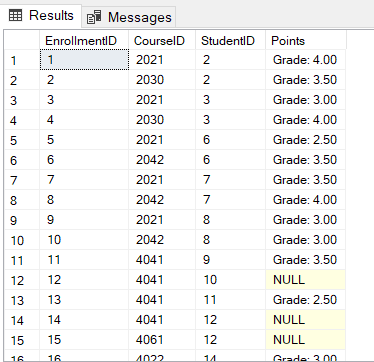 Results Messages
EnrollmentID CourseID StudentID Points
1 1 2021 2 Grade: 4.00
2 2 2030 2 Grade: 3.50
3 3 2021 3 Grade: 3.00
4 4 2030 3 Grade: 4.00
5 5 2021 6 Grade: 2.50
6 6 2042 6 Grade: 3.50
7 7 2021 7 Grade: 3.50
8 8 2042 7 Grade: 4.00
9 9 2021 8 Grade: 3.00
10 10 2042 8 Grade: 3.00
11 11 4041 9 Grade: 3.50
12 12 4041 10 NULL
13 13 4041 11 Grade: 2.50
14 14 4041 12 NULL
15 15 4061 12 NULL
16 16 4022 14 Grade: 3.00